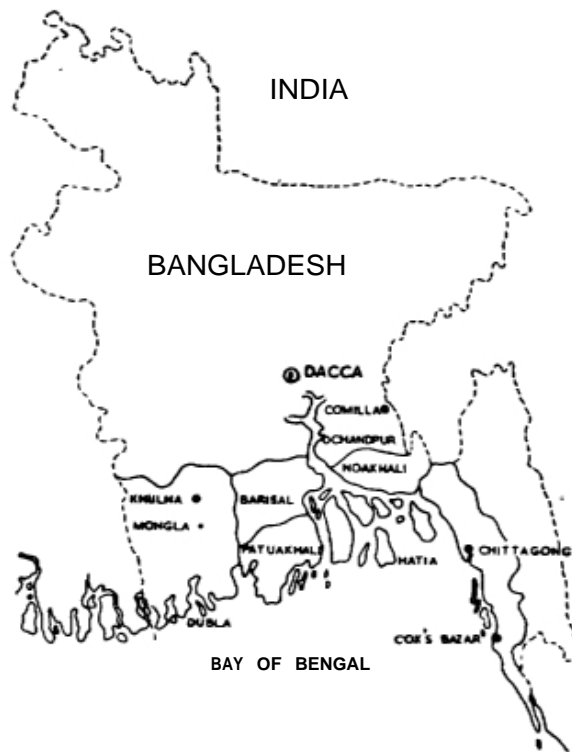 INDIA
BANGLADESH
DACCA
COMILLA
CHANDPUR
NOAKHALI
KHULNA
BARISAL
MONGLA
PATUAKHALI
HATIA
CHITTAGONG
DUBLA
COX'S BAZAR
BAY OF BENGAL